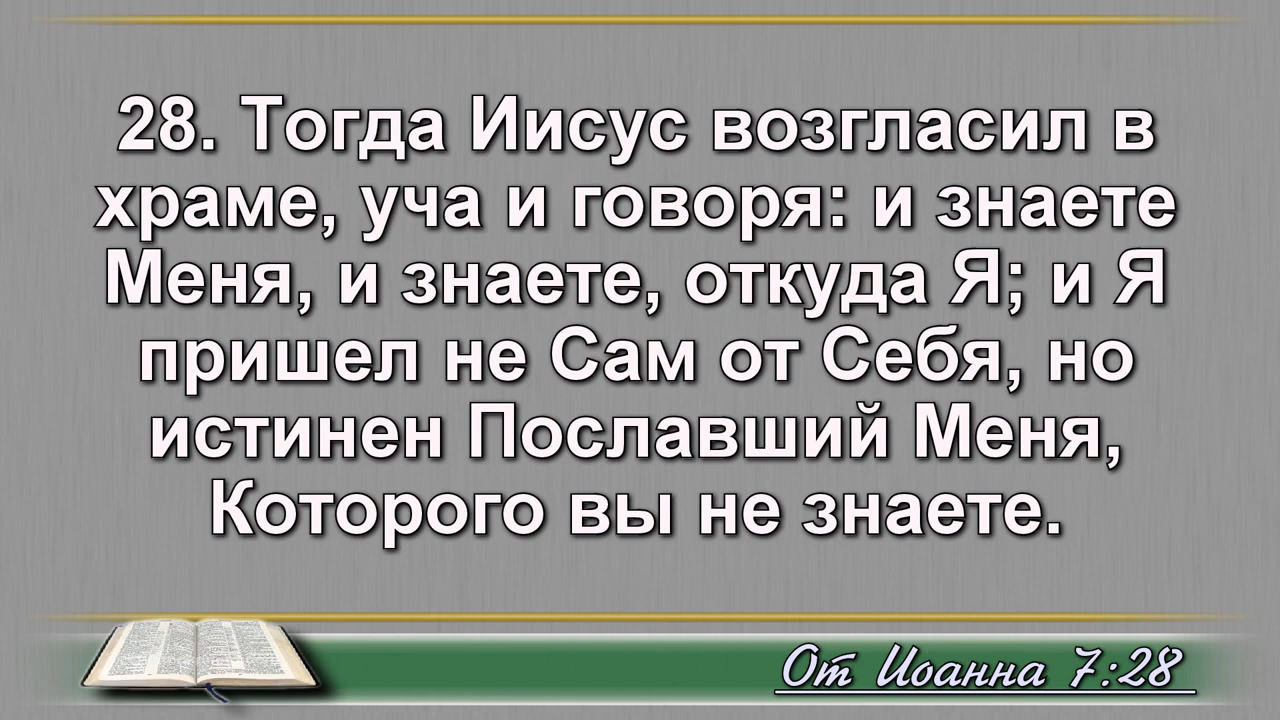 28. Тогда Иисус возгласил в
храме, уча и говоря: и знаете
Меня, и знаете, откуда Я; и Я
пришел не Сам от Себя, но
истинен Пославший Меня,
Которого вы не знаете.
От Иоанна 7:28